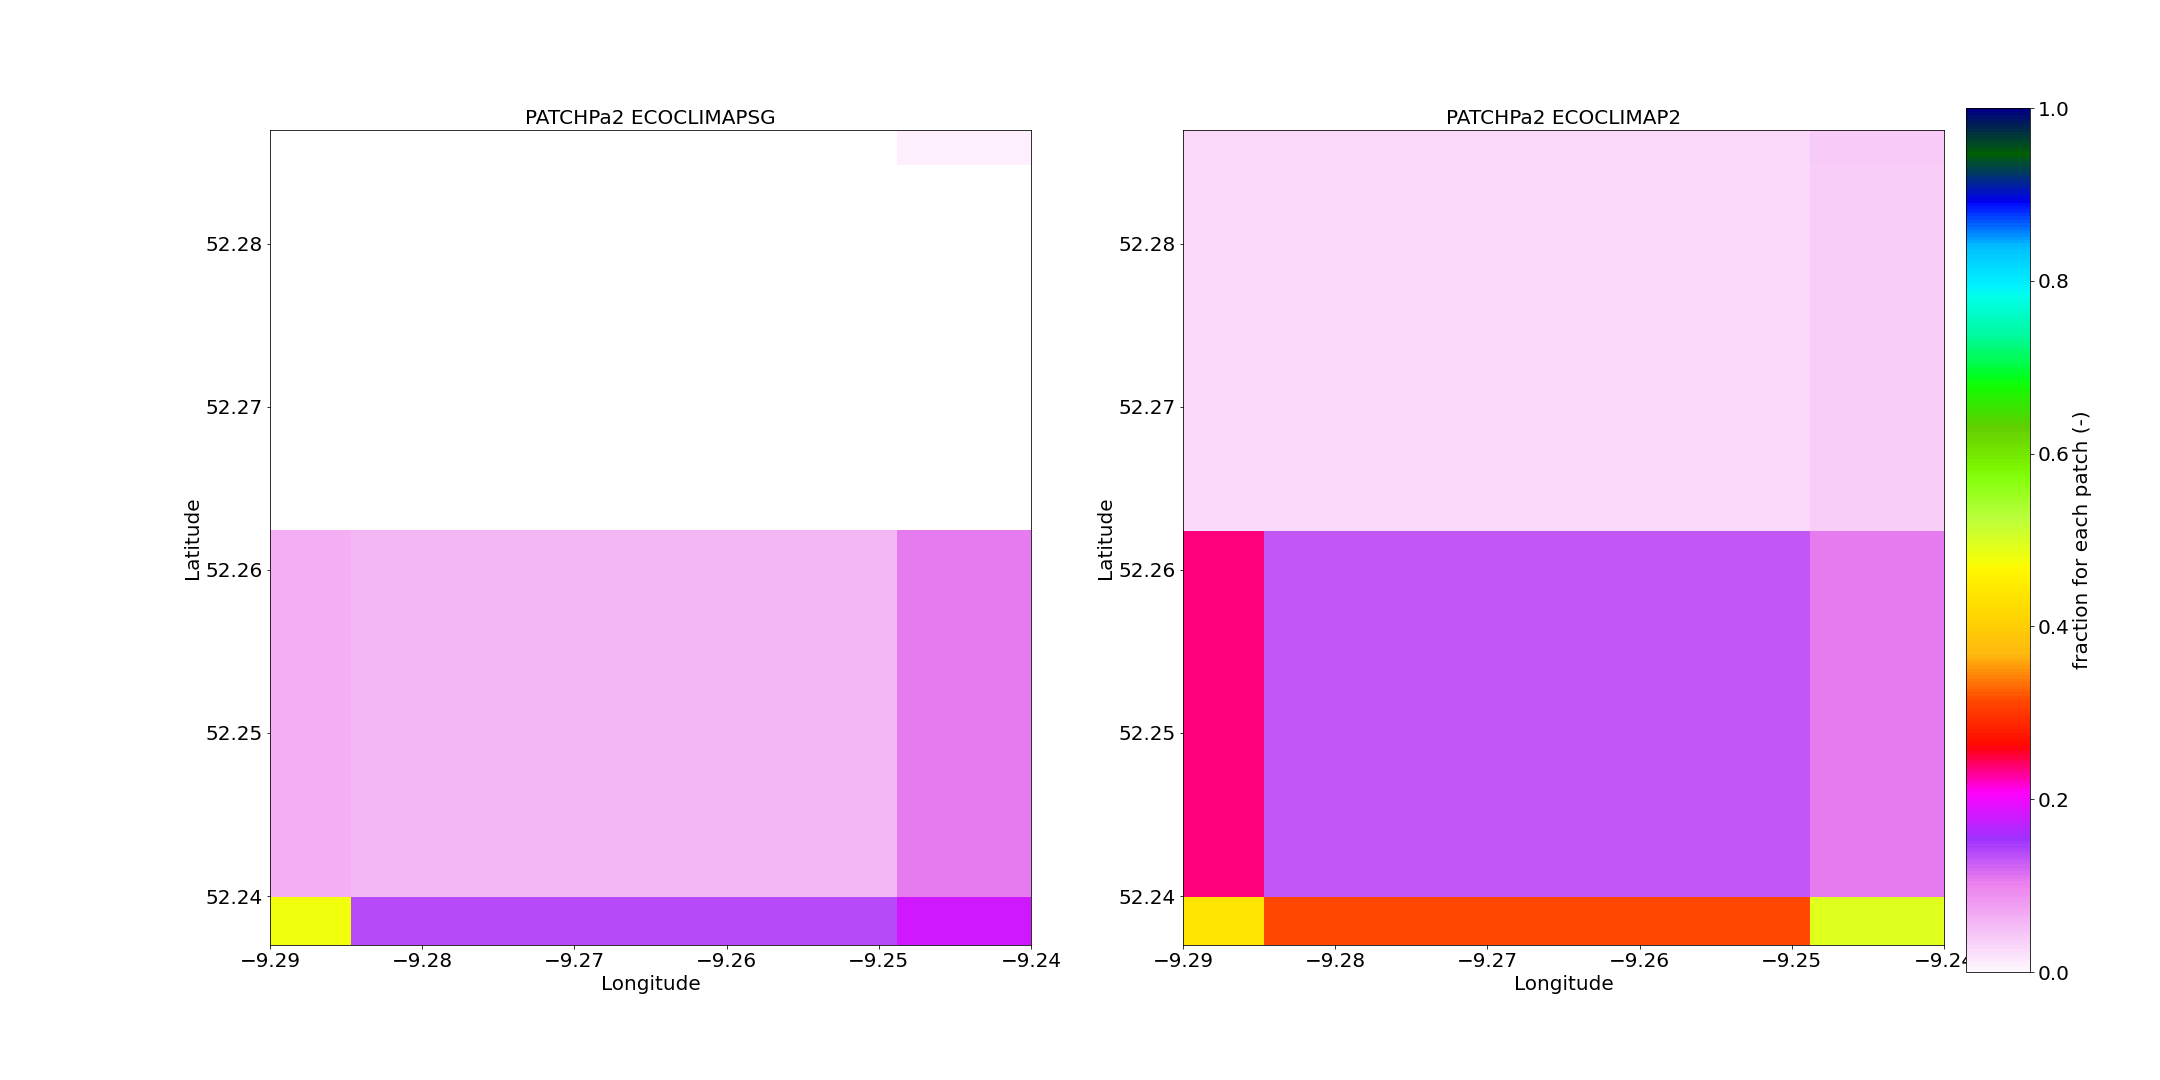 PATCHPa2 ECOCLIMAPSG
52.28
52.27
52.26
52.25
52.24
Latitude
−9.29 −9.28 −9.27 −9.26 −9.25 −9.24
Longitude
PATCHPa2 ECOCLIMAP2
52.28
52.27
52.26
52.25
52.24
Latitude
−9.29 −9.28 −9.27 −9.26 −9.25 −9.24
Longitude
1.0
0.8
0.6
0.4
0.2
0.0
fraction for each patch (-)